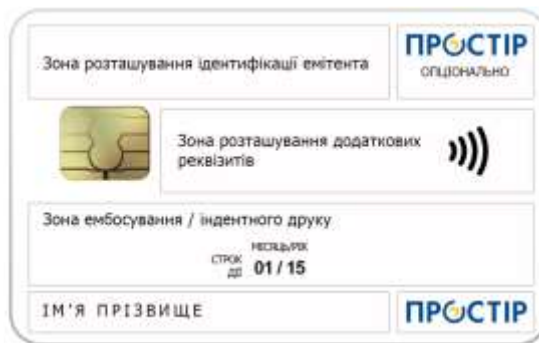 Зона розташування ідентифікації емітента
ПРОСТІР
ОПЦІОНАЛЬНО
Зона розташування додаткових
реквізитів
Зона ембосування / індентного друку
МІСЯЦЬ/РІК
СТРОК
ДІЇ
01 / 15
ІМ'Я ПРІЗВИЩЕ
ПРОСТІР